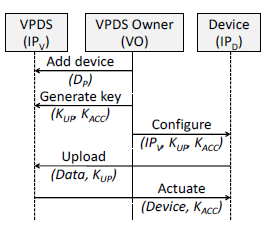 VPDS VPDS Owner Device
(IPV) (VO) (IPD)
Add device
(DP)
Generate key
(KUP, KACC)
Configure
(IPV, KUP, KACC)
Upload
(Data, KUP)
Actuate
(Device, KACC)